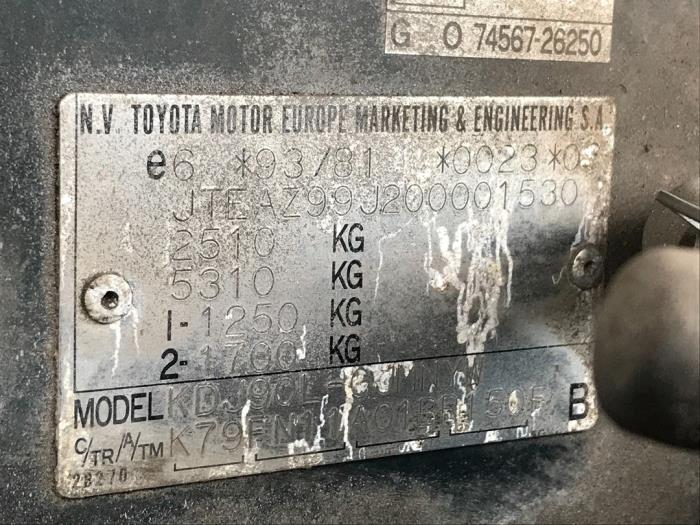 G O 74567-26250
N.V. TOYOTA MOTOR EUROPE MARKETING & ENGINEERING S.A
e6 *93/81 *0023*0
JTEAZ99J200001530
2510 KG
5310 KG
1- 1250 KG
2- 1700 KG
MODEL
C/TR/A/TM B
28270